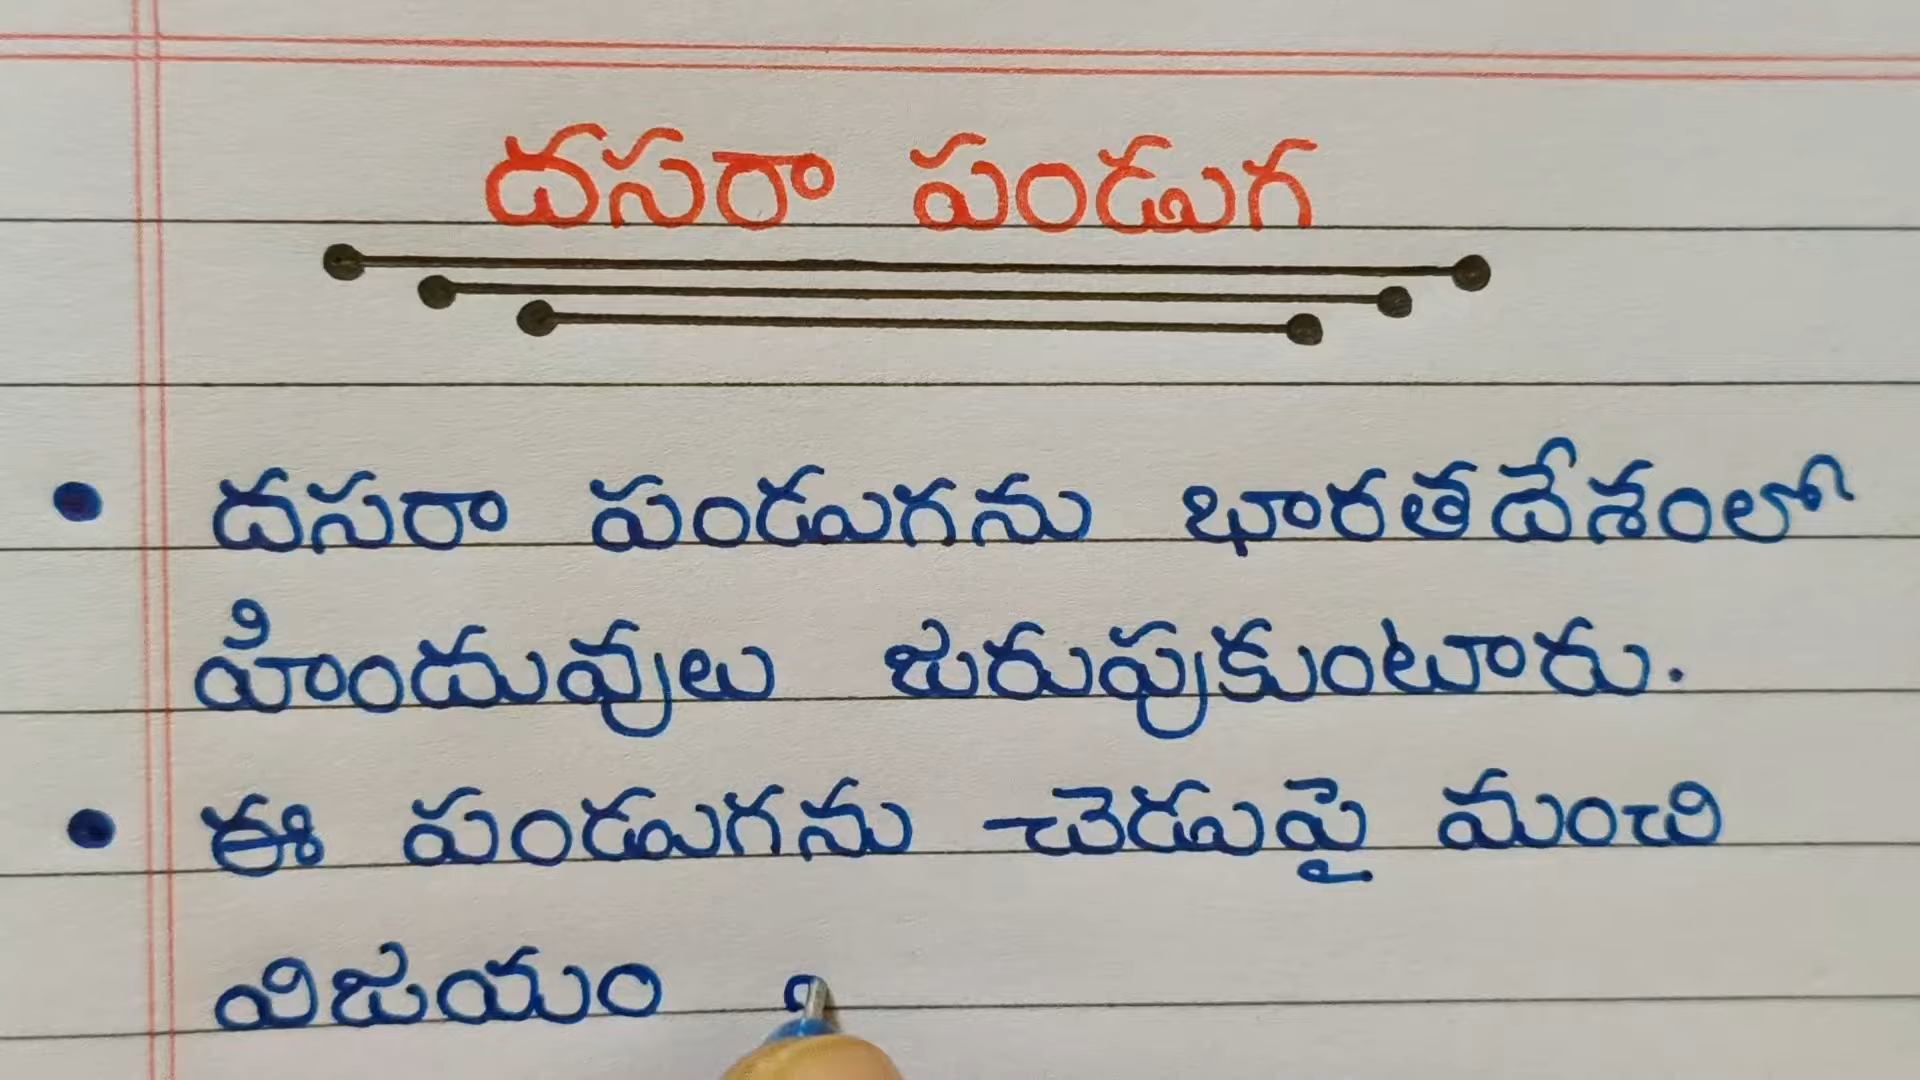 దసరా పండుగ
• దసరా పండుగను భారతదేశంలో
హిందువులు జరుపుకుంటూరు.
• ఈ పండుగను చెడుపై మంచి
విజయం